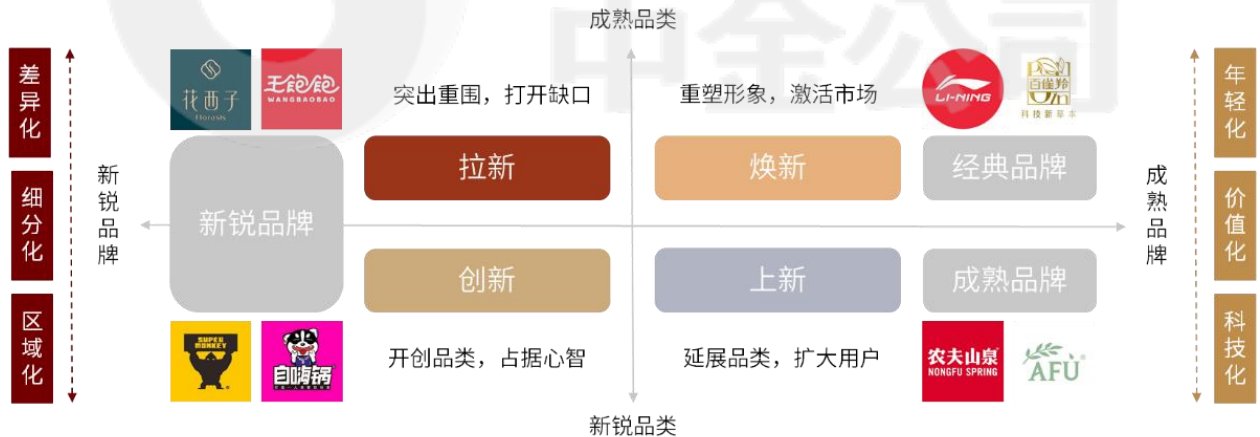 中金公司
成熟品类
差异化
细分化
区域化
新锐品牌
花西子
Florasis
王饱饱
WANGBAOBAO
突出重围，打开缺口
重塑形象，激活市场
LI-NING
百雀羚
科技新草本
拉新
焕新
经典品牌
新锐品牌
创新
上新
成熟品牌
SUPER
MONKEY
自嗨锅
开创品类，占据心智
延展品类，扩大用户
农夫山泉
NONGFU SPRING
AFU
新锐品类
成熟品牌
年轻化
价值化
科技化